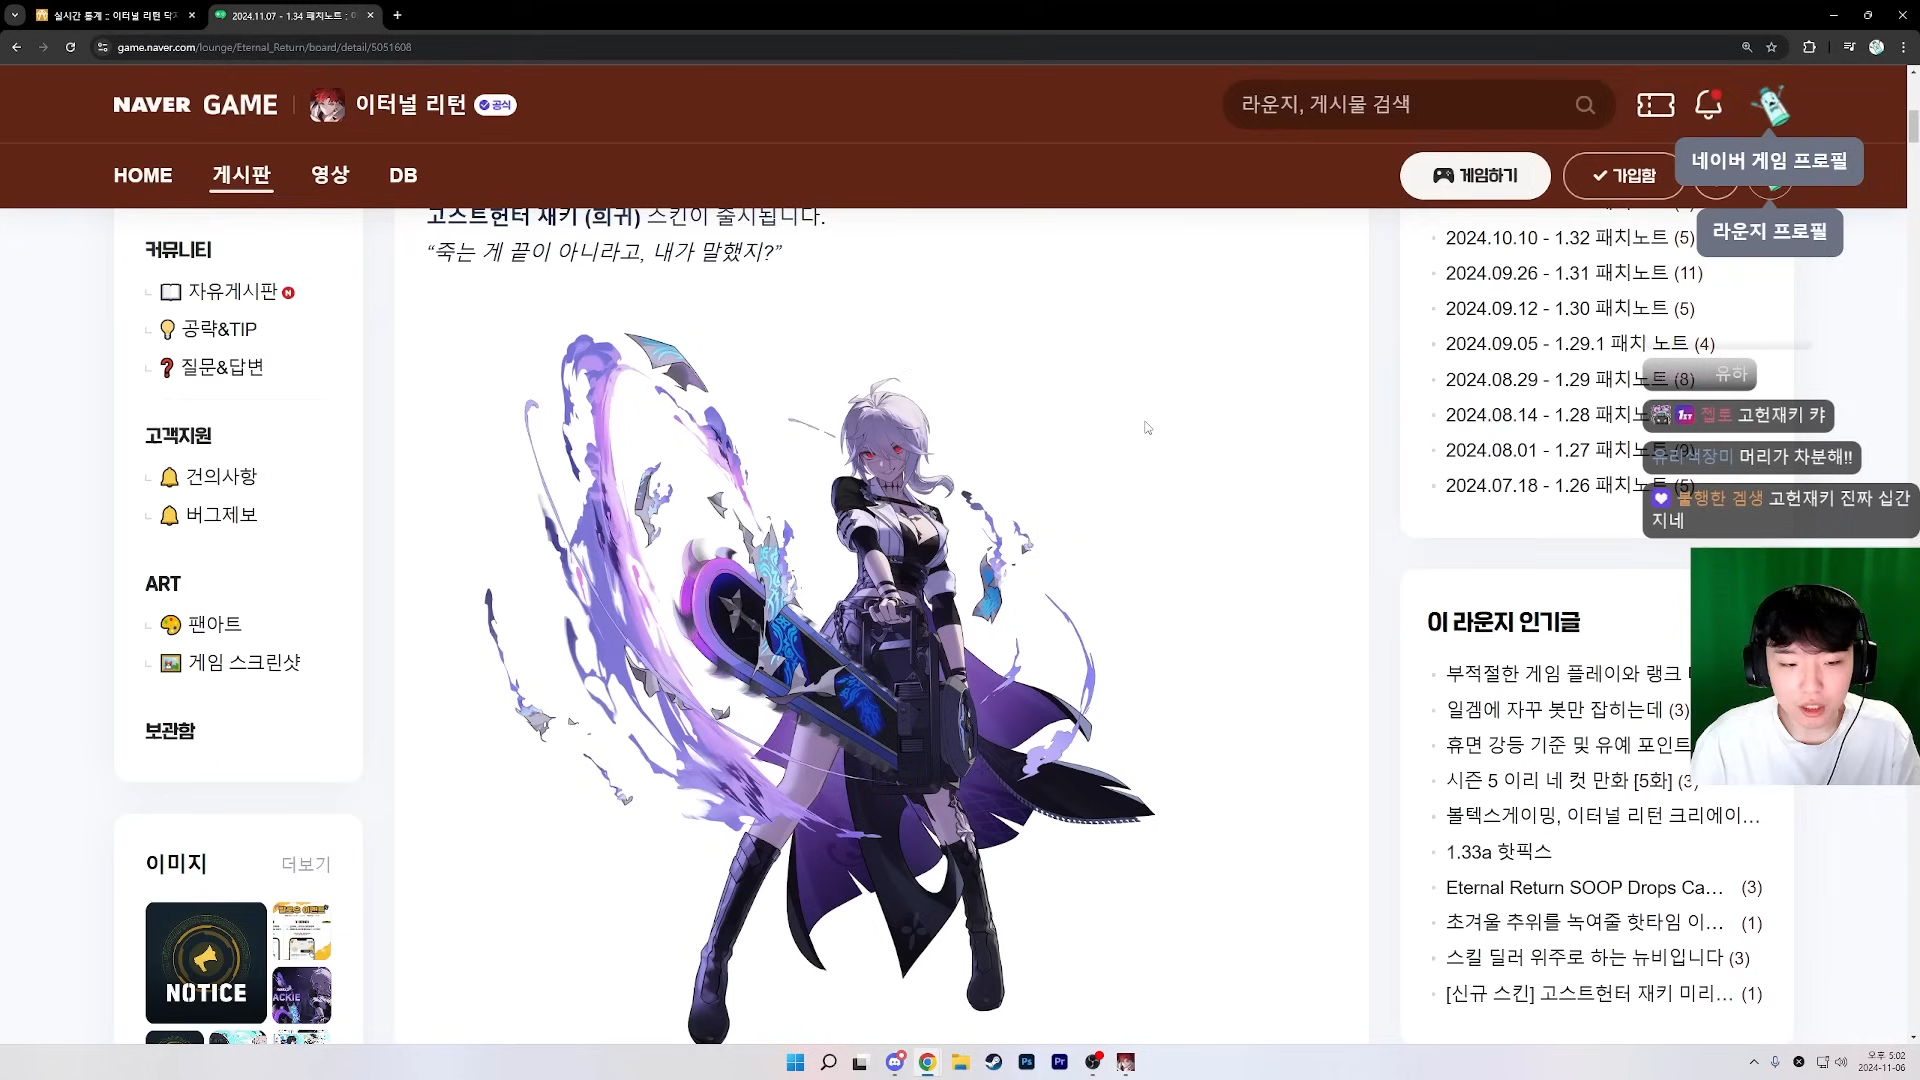 실시간 통계 :: 이터널 리턴 닥지
2024.11.07 - 1.34 패치노트 : 이
game.naver.com/lounge/Eternal_Return/board/detail/5051608
NAVER GAME
이터널 리턴
공식
라운지, 게시물 검색
HOME
게시판
영상
DB
게임하기
가입함
네이버 게임 프로필
라운지 프로필
커뮤니티
자유게시판
공략&TIP
질문&답변
고객지원
건의사항
버그제보
ART
팬아트
게임 스크린샷
보관함
이미지
더보기
NOTICE
고스트헌터 재키 (희귀) 스킨이 출시됩니다.
“죽는 게 끝이 아니라고, 내가 말했지?”
2024.10.10 - 1.32 패치노트 (5)
2024.09.26 - 1.31 패치노트 (11)
2024.09.12 - 1.30 패치노트 (5)
2024.09.05 - 1.29.1 패치 노트 (4)
2024.08.29 - 1.29 패치노트 (8)
2024.08.14 - 1.28 패치노
2024.08.01 - 1.27 패치노트 (9)
2024.07.18 - 1.26 패치노트 (5)
유하
젭토 고헌재키 캬
유리색장미 머리가 차분해!!
불행한 겜생 고헌재키 진짜 십간
지네
이 라운지 인기글
부적절한 게임 플레이와 랭크
일겜에 자꾸 봇만 잡히는데 (3)
휴면 강등 기준 및 유예 포인트
시즌 5 이리 네 컷 만화 [5화] (3)
볼텍스게이밍, 이터널 리턴 크리에이...
1.33a 핫픽스
Eternal Return SOOP Drops Ca... (3)
초겨울 추위를 녹여줄 핫타임 이... (1)
스킬 딜러 위주로 하는 뉴비입니다 (3)
[신규 스킨] 고스트헌터 재키 미리... (1)
오후 5:02
2024-11-06